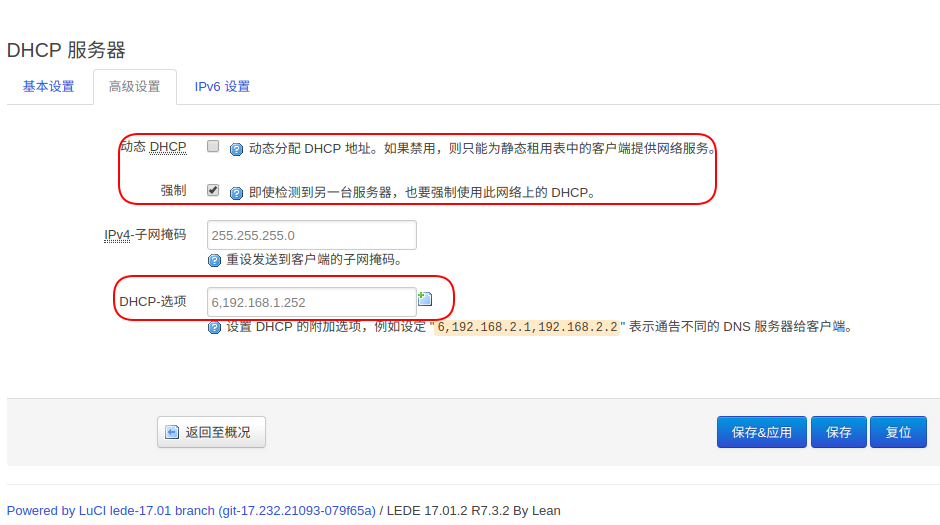 DHCP 服务器
基本设置 高级设置 IPv6 设置
动态 DHCP 动态分配 DHCP 地址。如果禁用，则只能为静态租用表中的客户端提供网络服务。
强制 即使检测到另一台服务器，也要强制使用此网络上的 DHCP。
IPv4-子网掩码 255.255.255.0
重设发送到客户端的子网掩码。
DHCP-选项 6,192.168.1.252
设置 DHCP 的附加选项，例如设定 "6,192.168.2.1,192.168.2.2" 表示通告不同的 DNS 服务器给客户端。
返回至概况 保存&应用 保存 复位
Powered by LuCI lede-17.01 branch (git-17.232.21093-079f65a) / LEDE 17.01.2 R7.3.2 By Lean